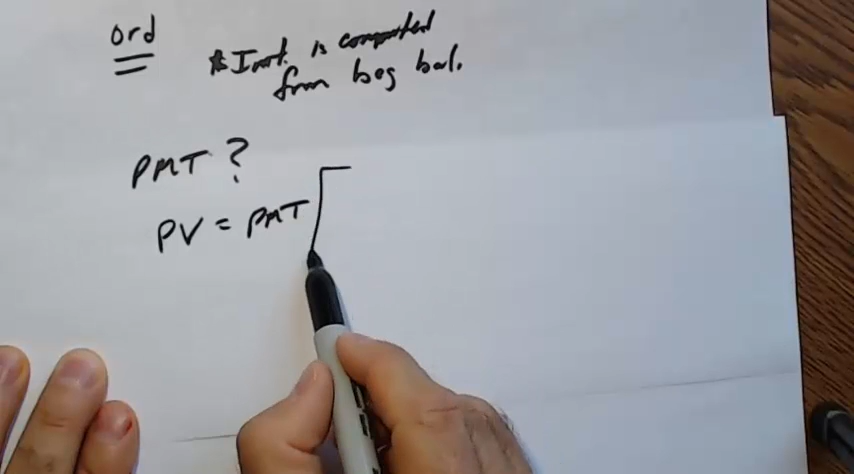 ord
* Int. is computed
from beg bal.
PMT ?
PV = PMT [